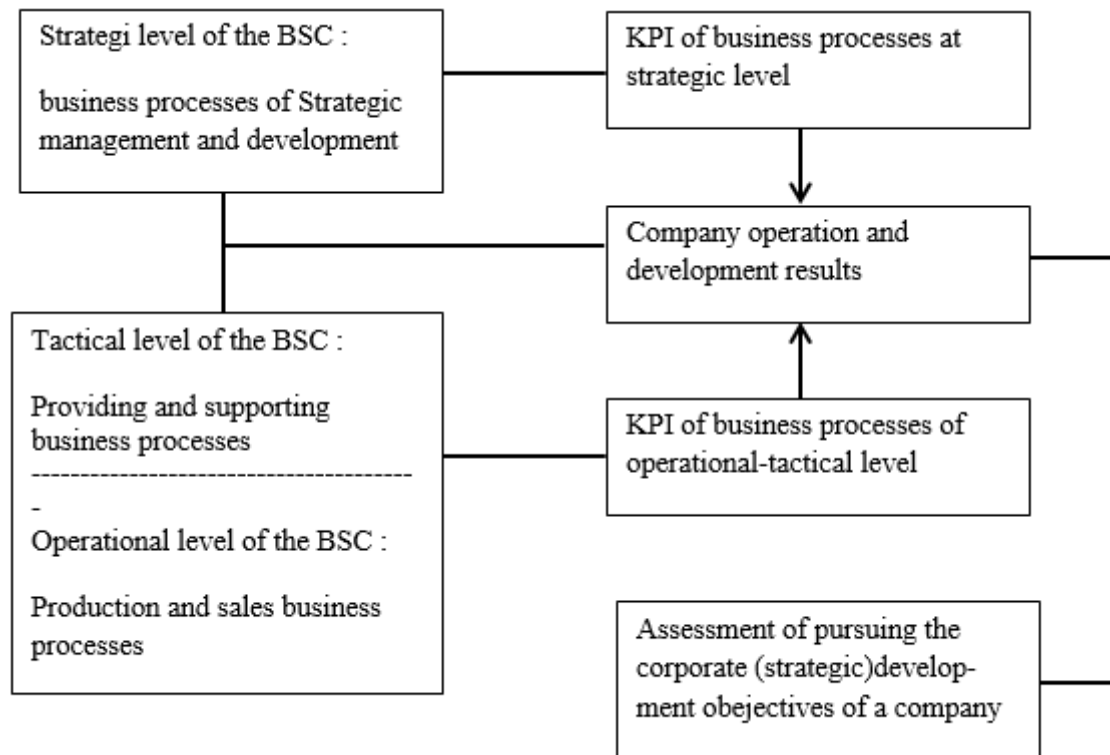 Strategi level of the BSC :
business processes of Strategic
management and development
KPI of business processes at
strategic level
Company operation and
development results
Tactical level of the BSC :
Providing and supporting
business processes
---------------------------------------
-
Operational level of the BSC :
Production and sales business
processes
KPI of business processes of
operational-tactical level
Assessment of pursuing the
corporate (strategic)develop-
ment obejectives of a company